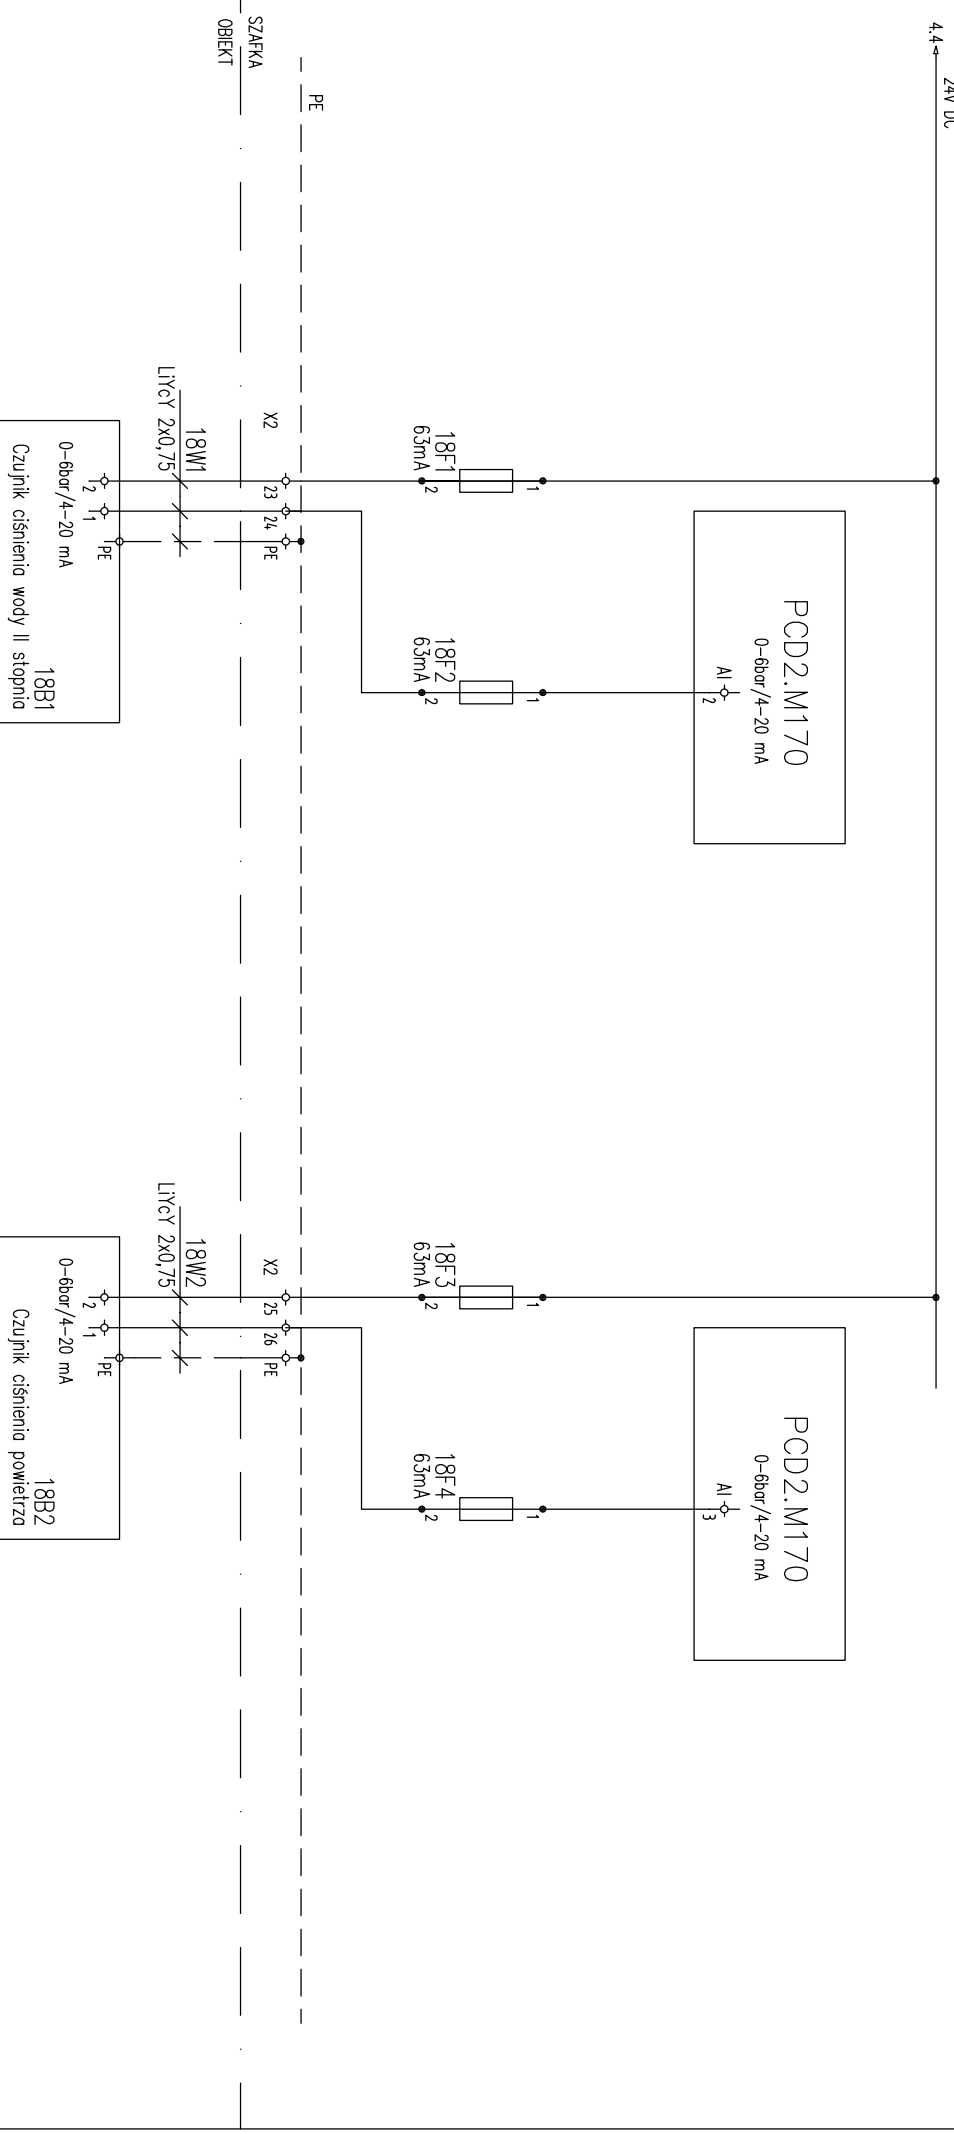 4.4
24V DC
PCD2.M170
0-6bar/4-20 mA
AI
2
PCD2.M170
0-6bar/4-20 mA
AI
3
18F1
63mA
1
2
18F2
63mA
1
2
18F3
63mA
1
2
18F4
63mA
1
2
PE
X2
23
24
PE
X2
25
26
PE
SZAFKA
OBIEKT
18W1
LiYcY 2x0,75
18W2
LiYcY 2x0,75
2
1
PE
0-6bar/4-20 mA
18B1
Czujnik ciśnienia wody II stopnia
2
1
PE
0-6bar/4-20 mA
18B2
Czujnik ciśnienia powietrza